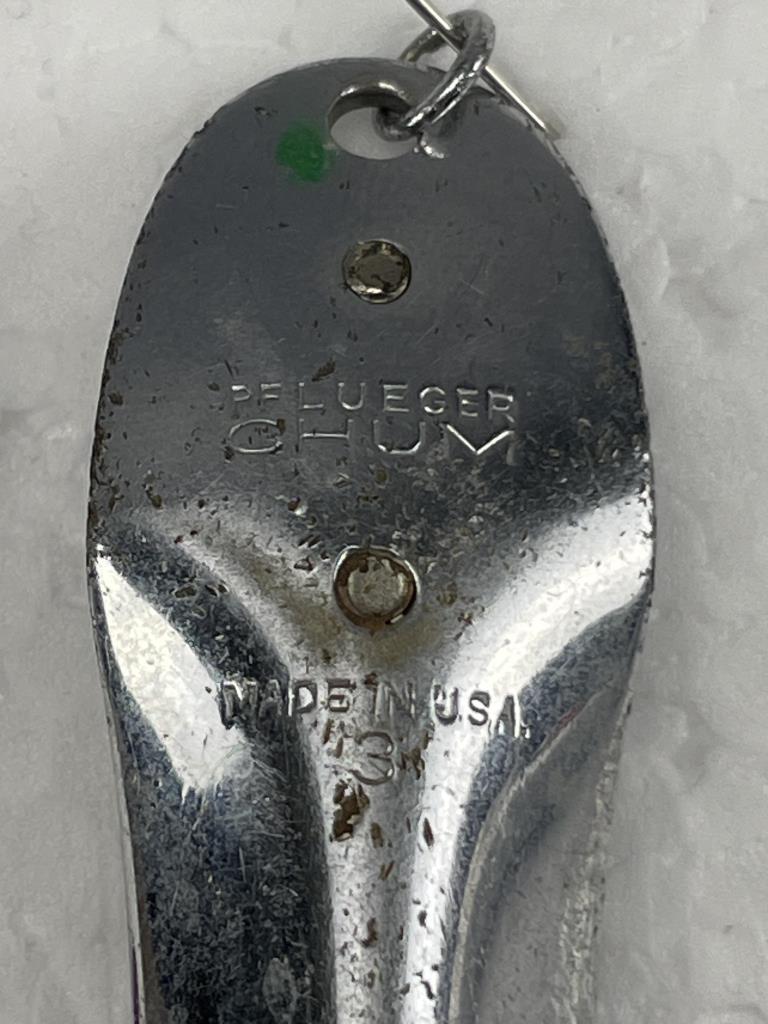 PFLUEGER
CHUM
MADE IN U.S.A.
3